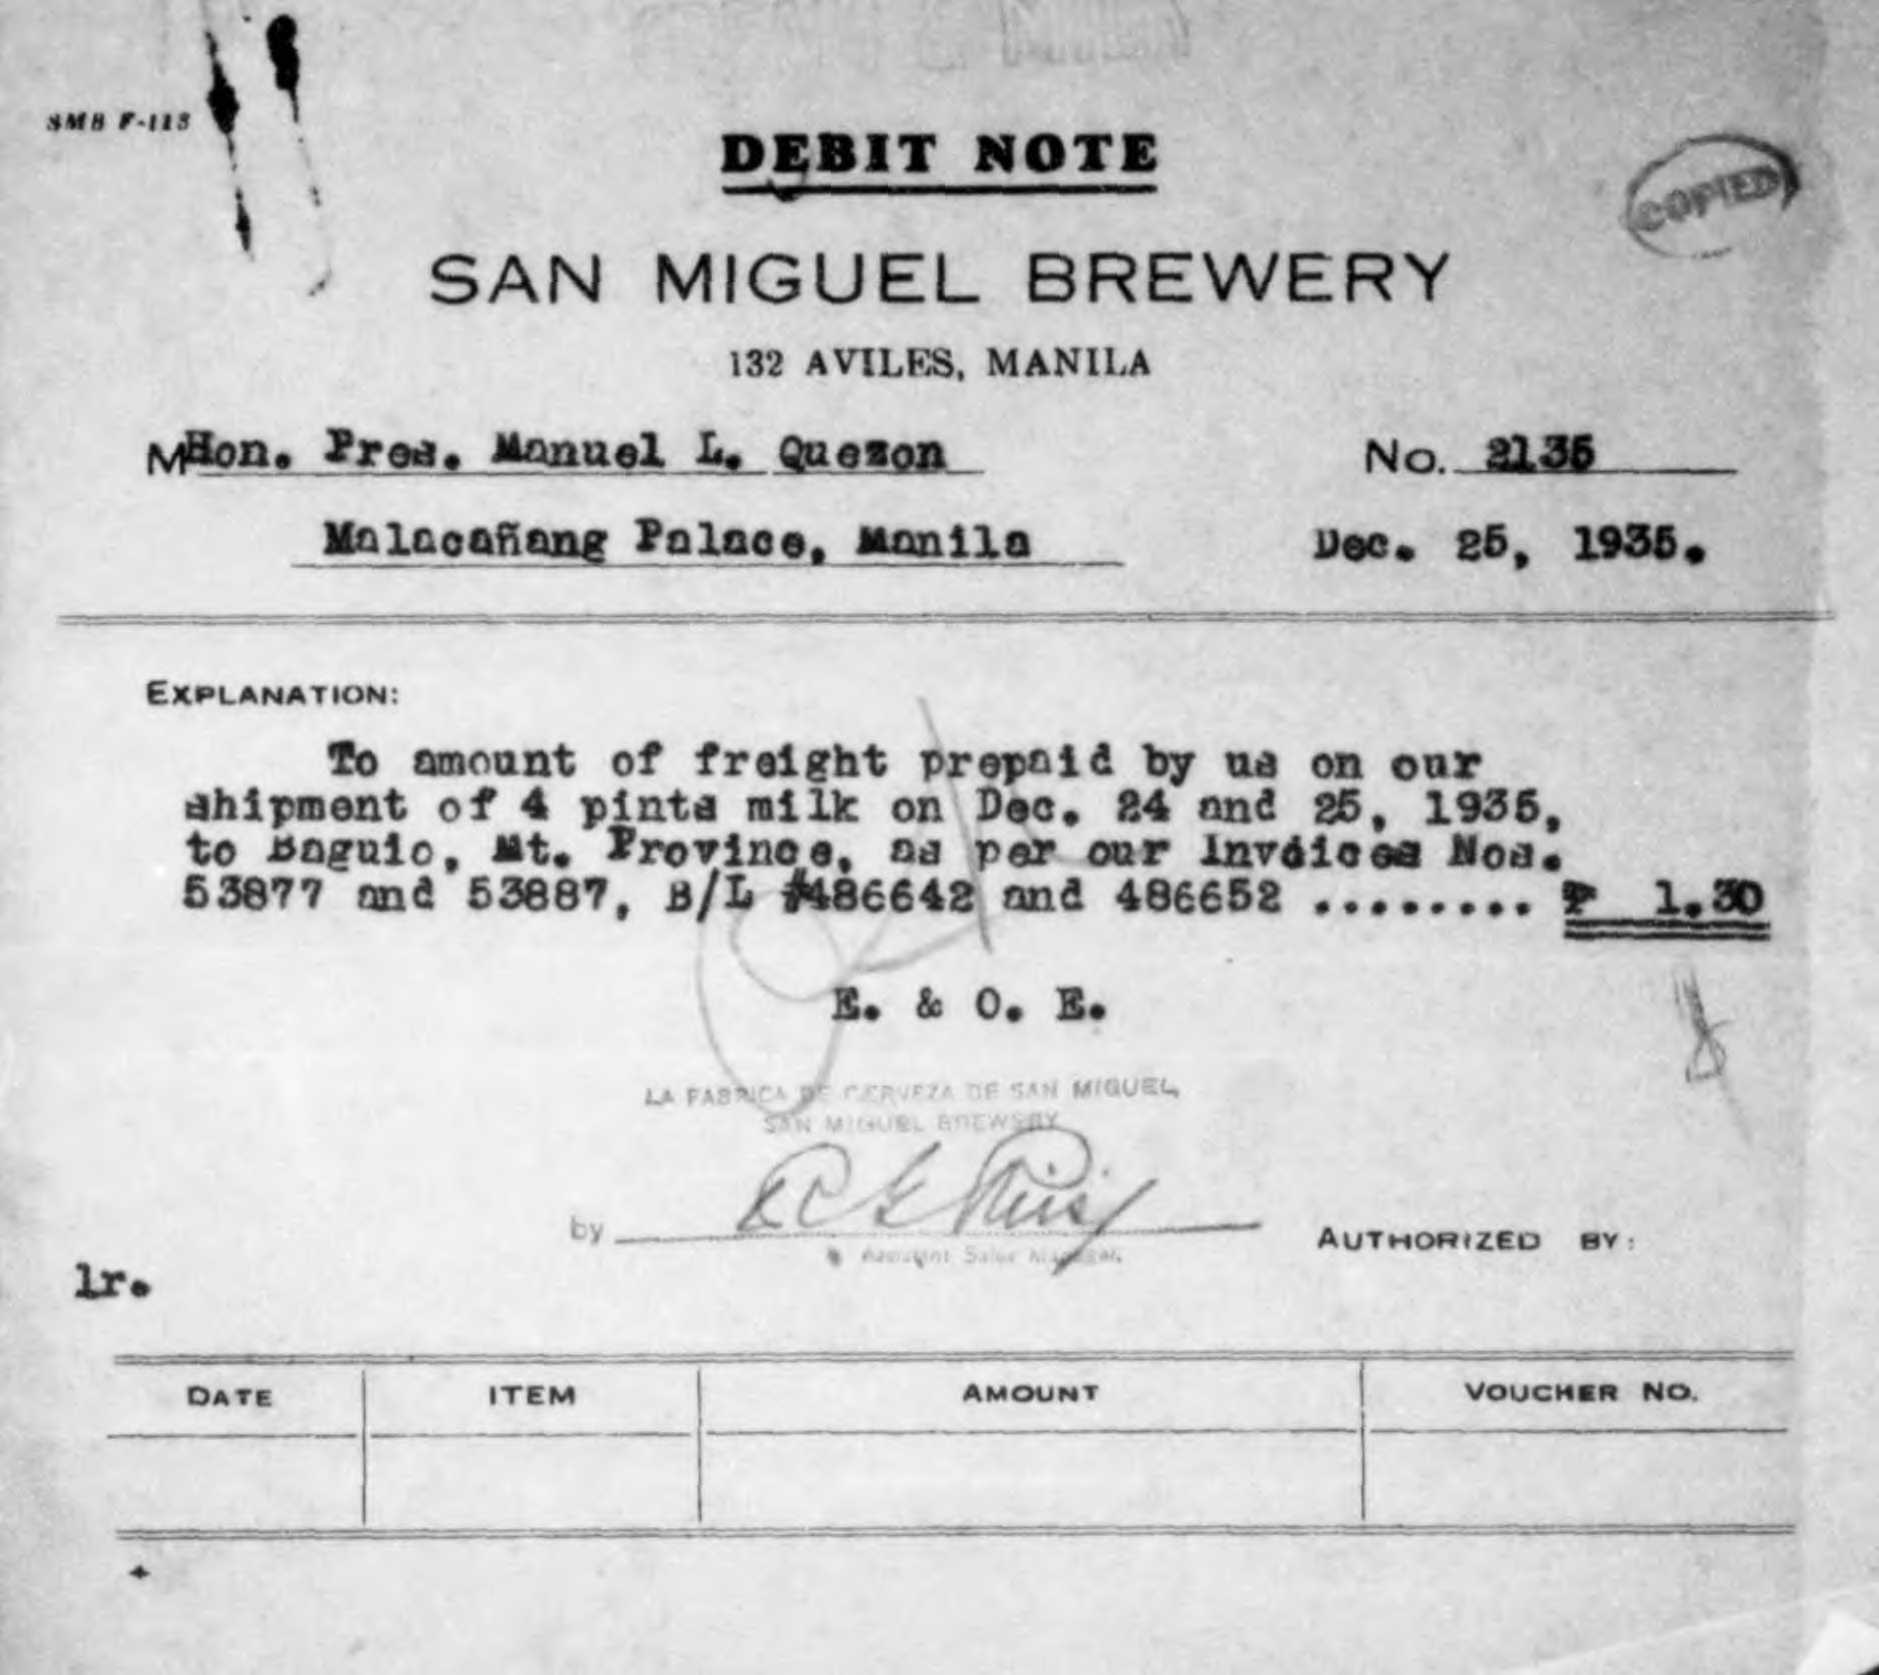 SMB F-113
DEBIT NOTE
COPIED
SAN MIGUEL BREWERY
132 AVILES, MANILA
M Hon. Pres. Manuel L. Quezon No. 2135
Malacañang Palace, Manila Dec. 25, 1935.
EXPLANATION:
To amount of freight prepaid by us on our
shipment of 4 pints milk on Dec. 24 and 25, 1935,
to Baguio, Mt. Province, as per our Invoices Nos.
53877 and 53887, B/L #486642 and 486652 ......... ₱ 1.30
E. & O. E.
LA FABRICA DE CERVEZA DE SAN MIGUEL,
SAN MIGUEL BREWERY
by
Assistant Sales Manager.
AUTHORIZED BY:
lr.
DATE ITEM AMOUNT VOUCHER NO.